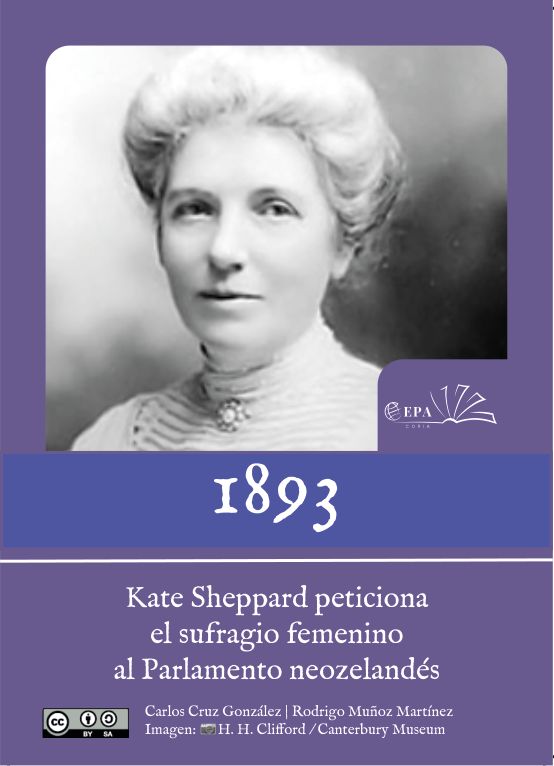 EPA
CORIA
1893
Kate Sheppard peticiona
el sufragio femenino
al Parlamento neozelandés
Carlos Cruz González | Rodrigo Muñoz Martínez
Imagen: 📷 H. H. Clifford / Canterbury Museum
cc
BY SA